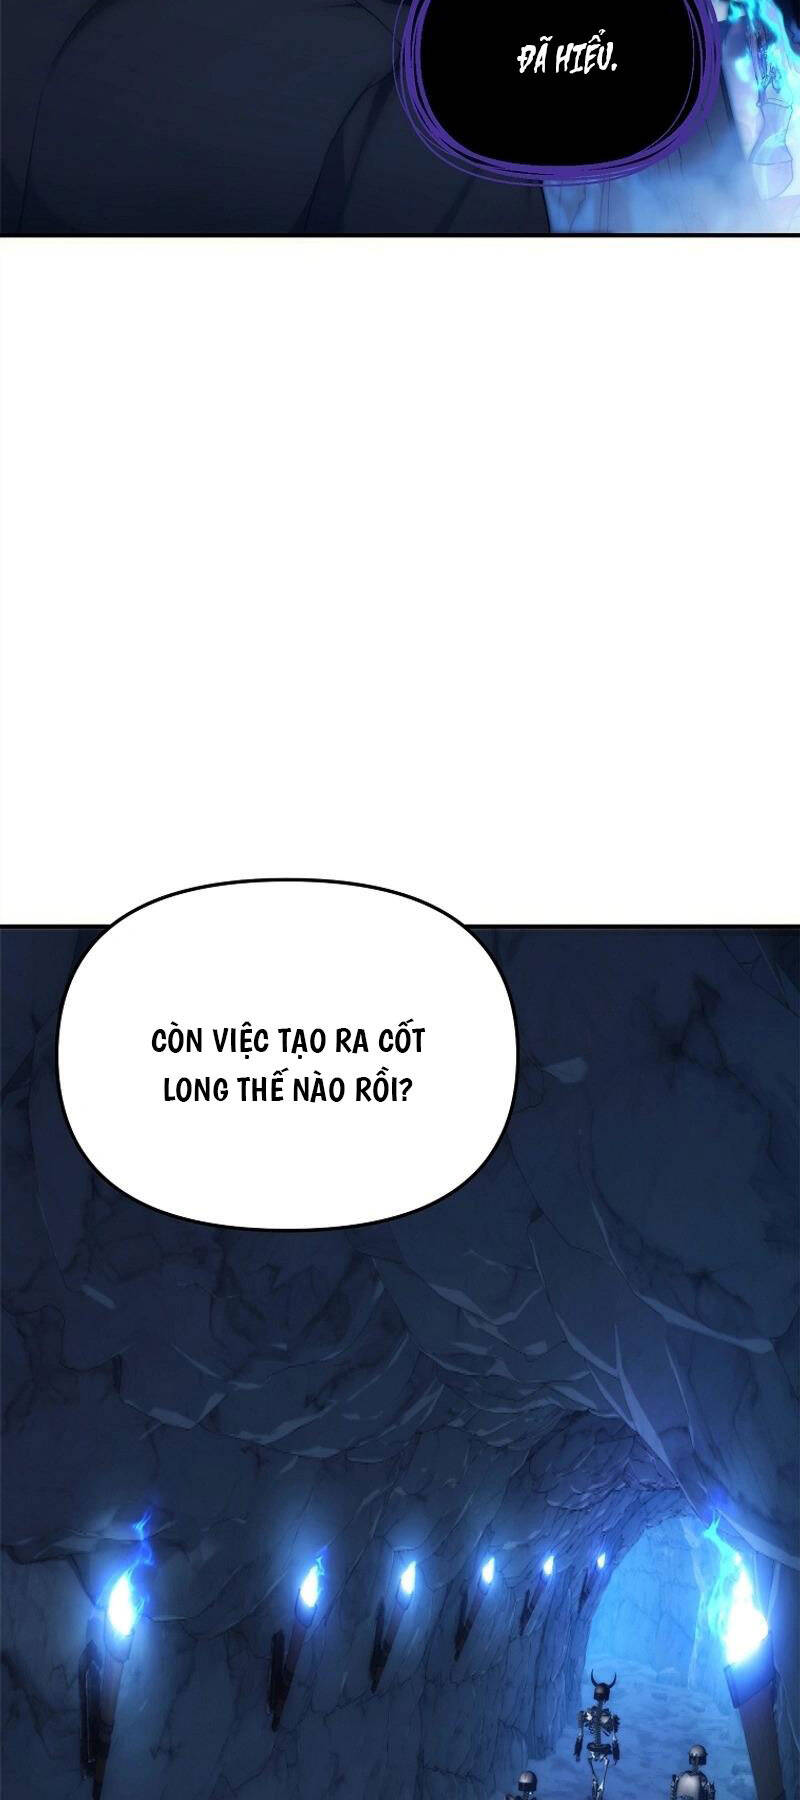 ĐÃ HIỂU.
CÒN VIỆC TẠO RA CỐT
LONG THẾ NÀO RỒI?